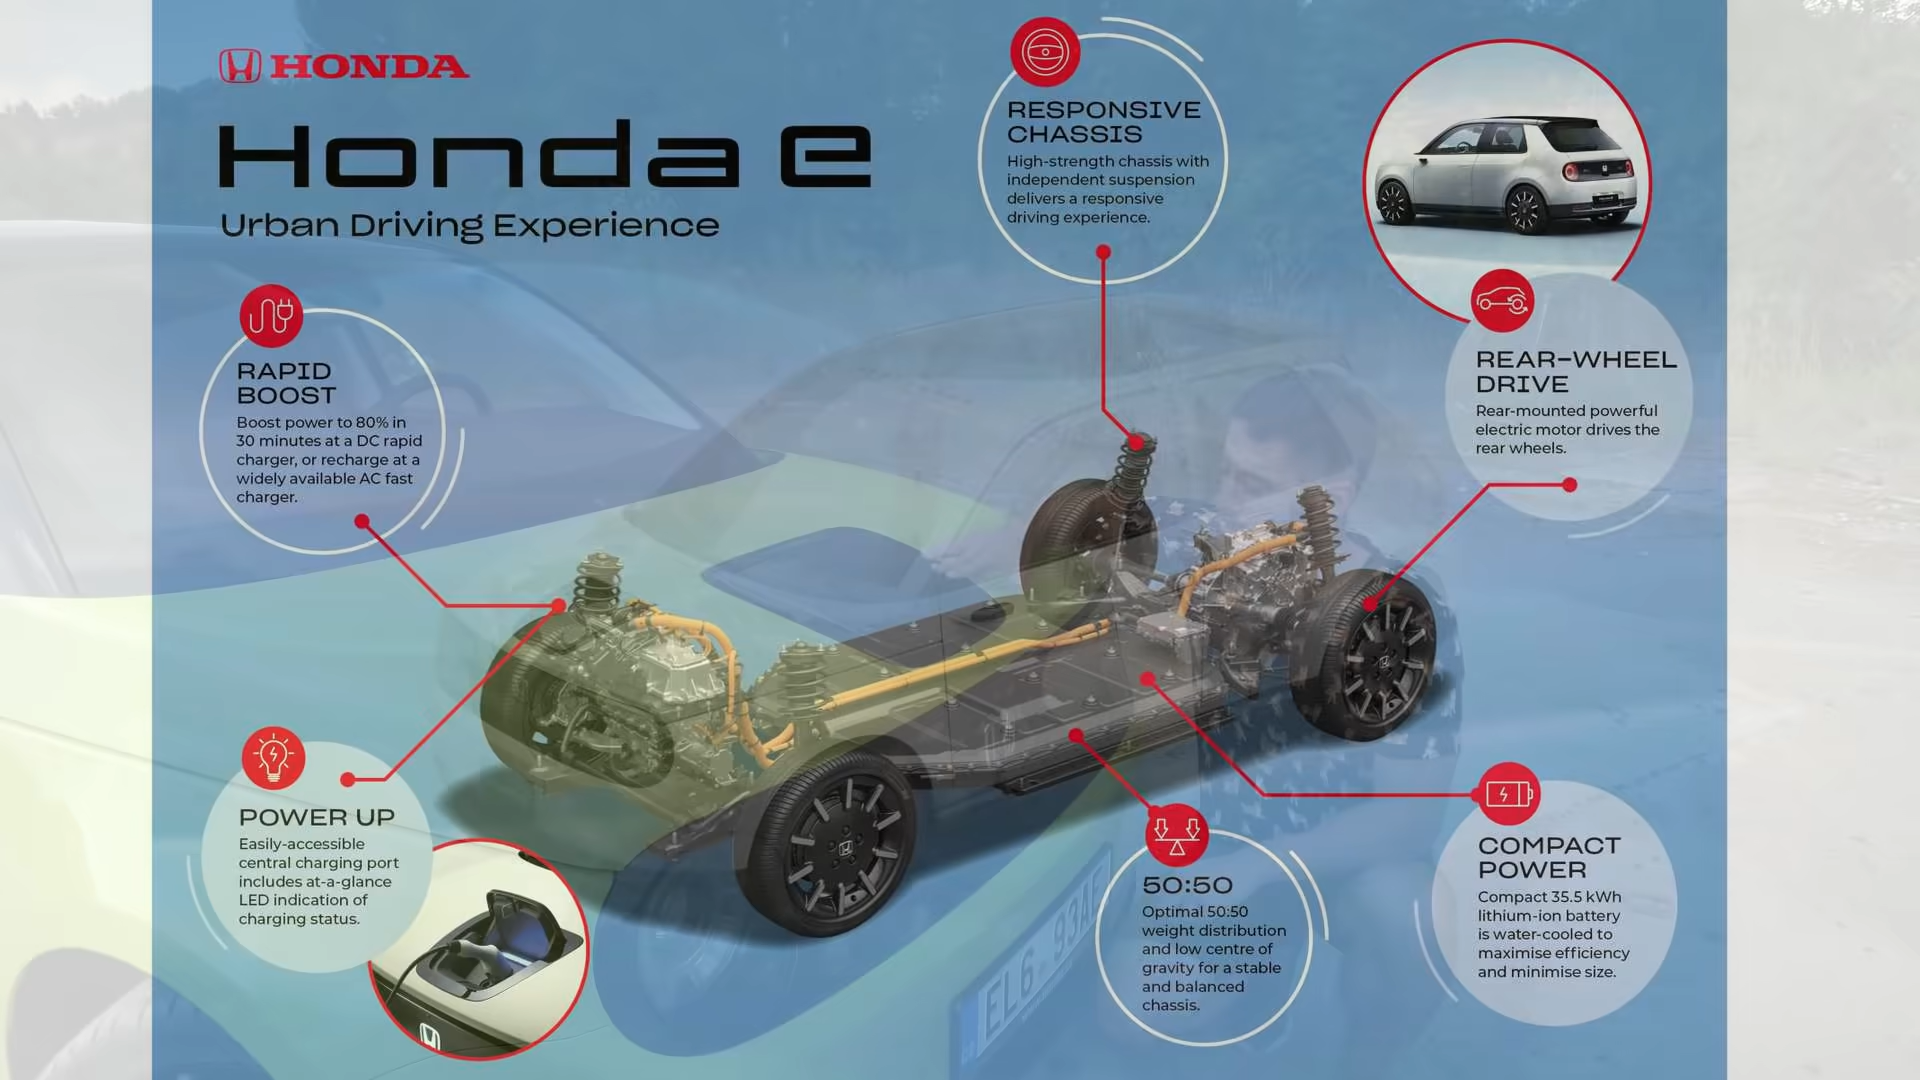 HONDA
Honda e
Urban Driving Experience
RESPONSIVE
CHASSIS
High-strength chassis with
independent suspension
delivers a responsive
driving experience.
REAR-WHEEL
DRIVE
Rear-mounted powerful
electric motor drives the
rear wheels.
RAPID
BOOST
Boost power to 80% in
30 minutes at a DC rapid
charger, or recharge at a
widely available AC fast
charger.
POWER UP
Easily-accessible
central charging port
includes at-a-glance
LED indication of
charging status.
50:50
Optimal 50:50
weight distribution
and low centre of
gravity for a stable
and balanced
chassis.
COMPACT
POWER
Compact 35.5 kWh
lithium-ion battery
is water-cooled to
maximise efficiency
and minimise size.
EL6 93AF